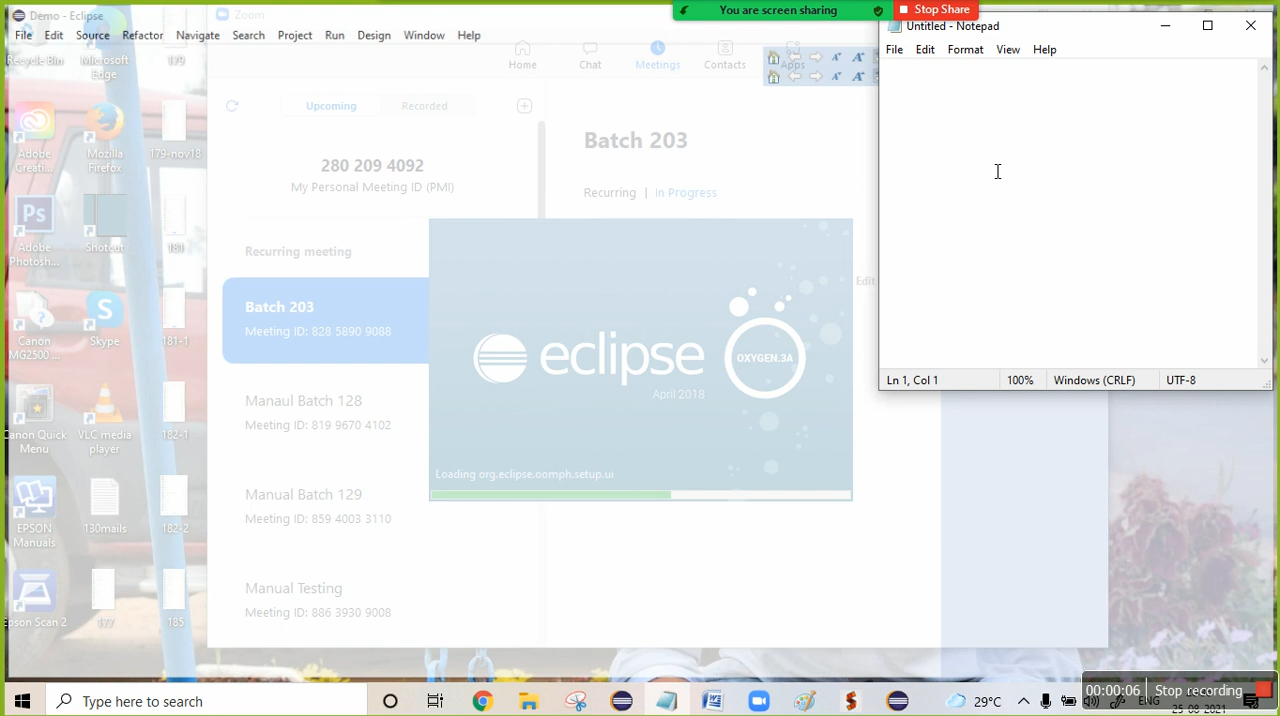 You are screen sharing
Stop Share
Demo - Eclipse
Zoom
File Edit Source Refactor Navigate Search Project Run Design Window Help
Home Chat Meetings Contacts Apps
Untitled - Notepad
File Edit Format View Help
Recycle Bin
Microsoft
Edge
179
Upcoming Recorded
280 209 4092
My Personal Meeting ID (PMI)
Batch 203
Recurring | In Progress
Edit
Recurring meeting
Batch 203
Meeting ID: 828 5890 9088
Manaul Batch 128
Meeting ID: 819 9670 4102
Manual Batch 129
Meeting ID: 859 4003 3110
Manual Testing
Meeting ID: 886 3930 9008
eclipse
OXYGEN.3A
April 2018
Loading org.eclipse.oomph.setup.ui
Adobe
Creati...
Mozilla
Firefox
179-nov18
Ps
Adobe
Photosh...
Shotcut
181
Canon
MG2500 ...
Skype
181-1
Canon Quick
Menu
VLC media
player
182-1
EPSON
Manuals
130mails
182-2
Epson Scan 2
177
185
Ln 1, Col 1 100% Windows (CRLF) UTF-8
Type here to search
29°C
ENG
25-08-2021
00:00:06 Stop recording